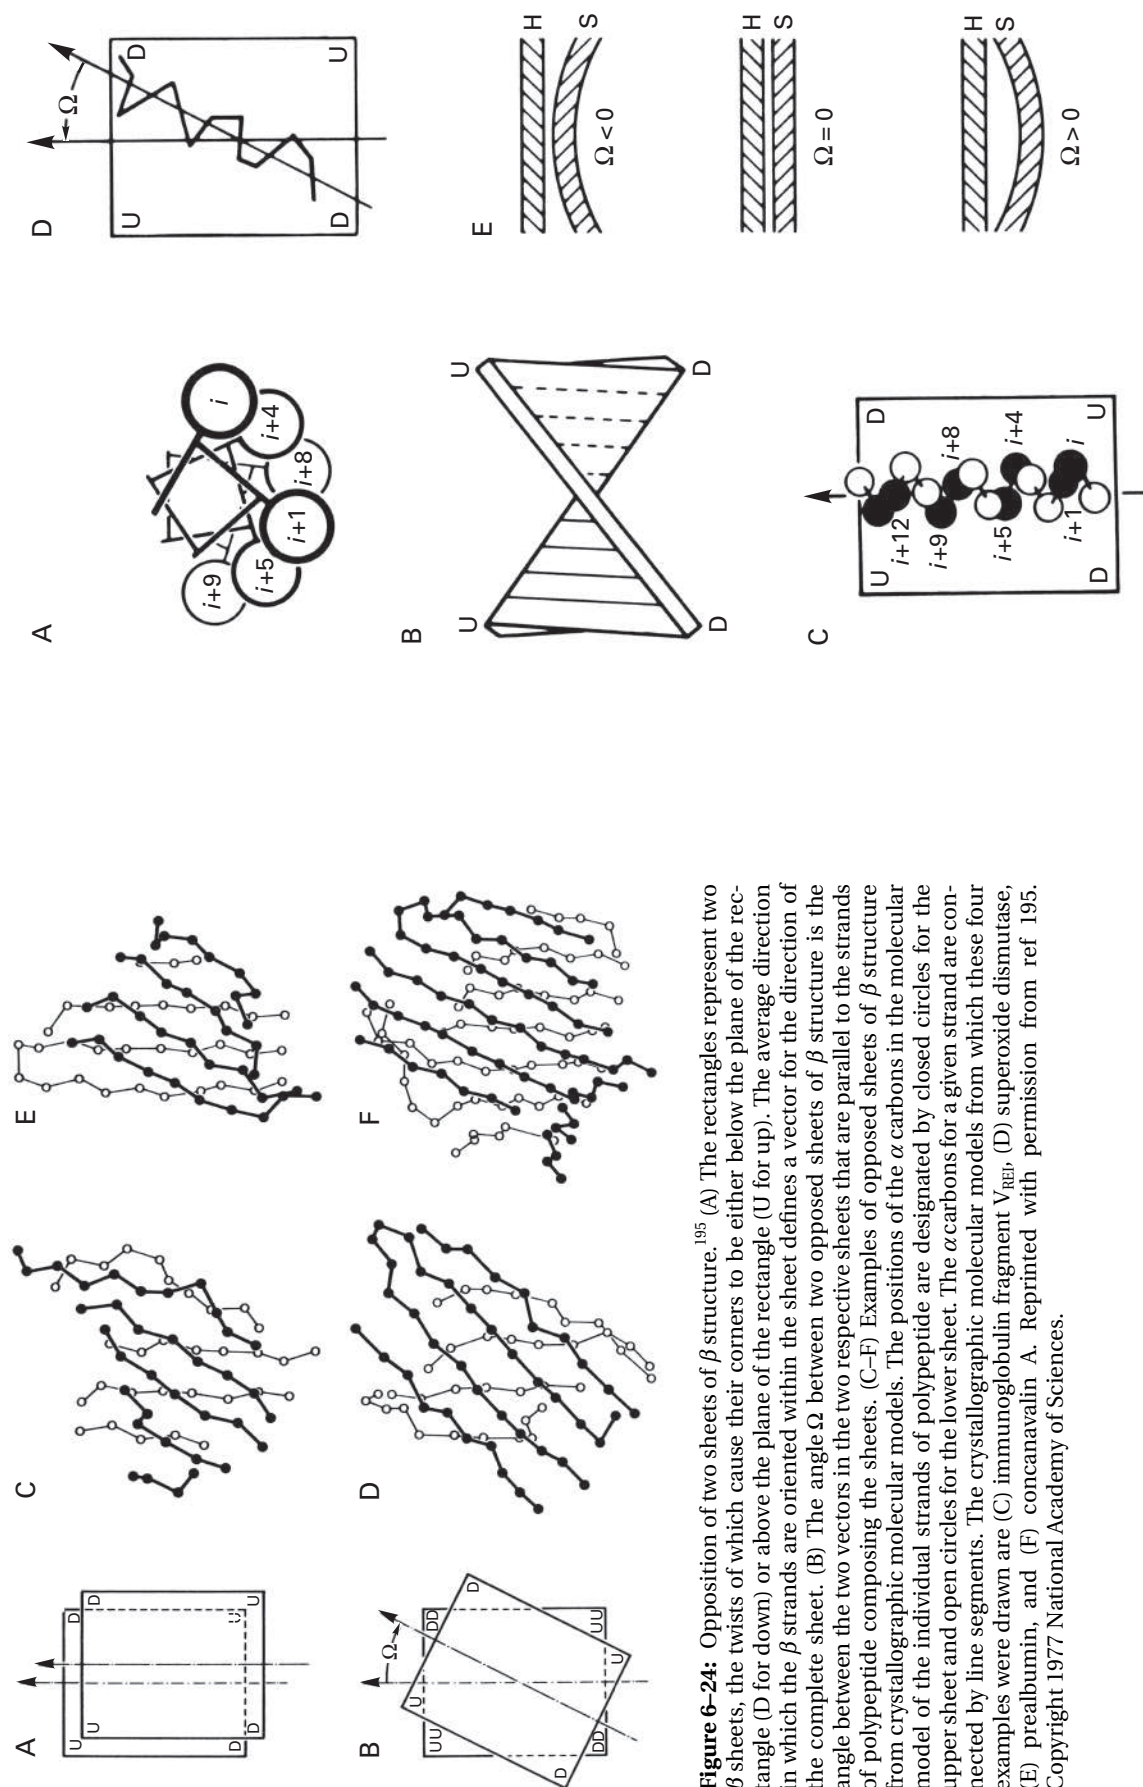 A
U
D
U
D
D
U
D
U
B
Ω
UU
DD
U
D
DD
UU
D
U
C
D
E
F
Figure 6–24: Opposition of two sheets of β structure.195 (A) The rectangles represent two
β sheets, the twists of which cause their corners to be either below the plane of the rec-
tangle (D for down) or above the plane of the rectangle (U for up). The average direction
in which the β strands are oriented within the sheet defines a vector for the direction of
the complete sheet. (B) The angle Ω between two opposed sheets of β structure is the
angle between the two vectors in the two respective sheets that are parallel to the strands
of polypeptide composing the sheets. (C–F) Examples of opposed sheets of β structure
from crystallographic molecular models. The positions of the α carbons in the molecular
model of the individual strands of polypeptide are designated by closed circles for the
upper sheet and open circles for the lower sheet. The α carbons for a given strand are con-
nected by line segments. The crystallographic molecular models from which these four
examples were drawn are (C) immunoglobulin fragment VREI, (D) superoxide dismutase,
(E) prealbumin, and (F) concanavalin A. Reprinted with permission from ref 195.
Copyright 1977 National Academy of Sciences.
A
i
i+4
i+8
i+1
i+5
i+9
B
U
U
D
D
C
U
D
i+12
i+9
i+8
i+5
i+4
i+1
i
D
U
D
Ω
U
D
D
U
E
H
S
Ω < 0
H
S
Ω = 0
H
S
Ω > 0